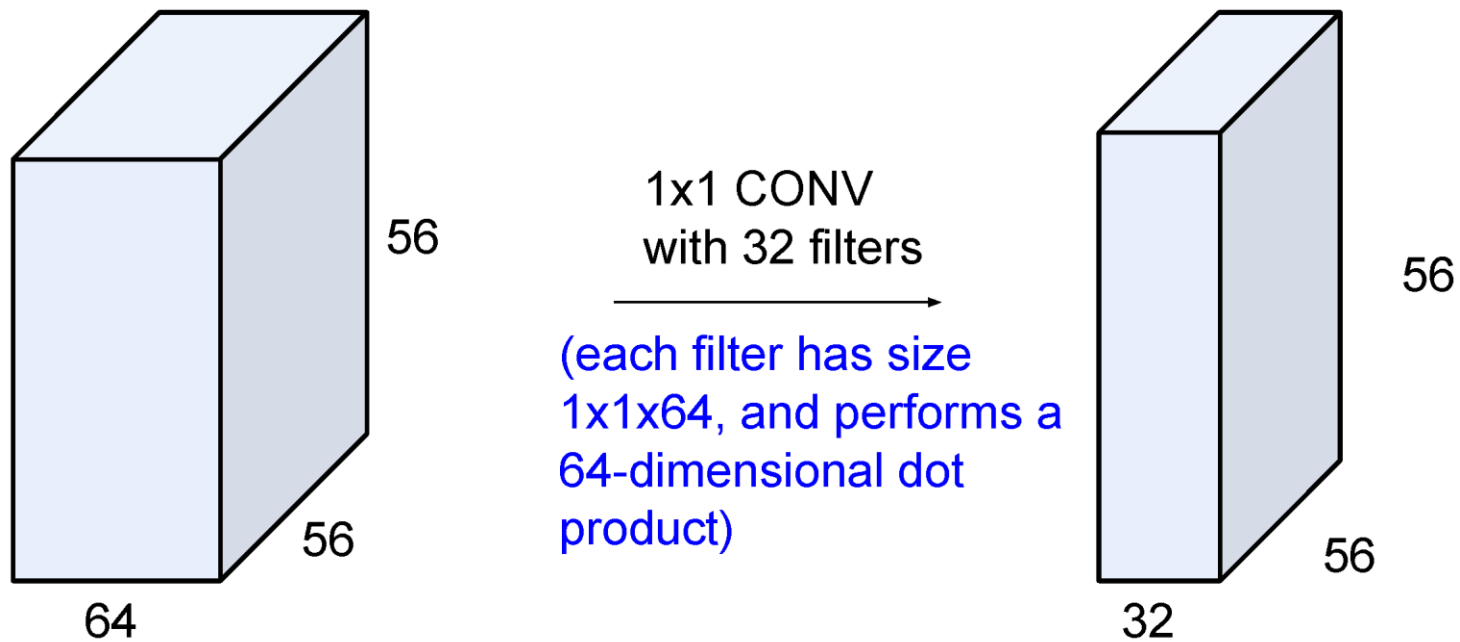 56
56
64
1x1 CONV
with 32 filters
(each filter has size
1x1x64, and performs a
64-dimensional dot
product)
56
56
32